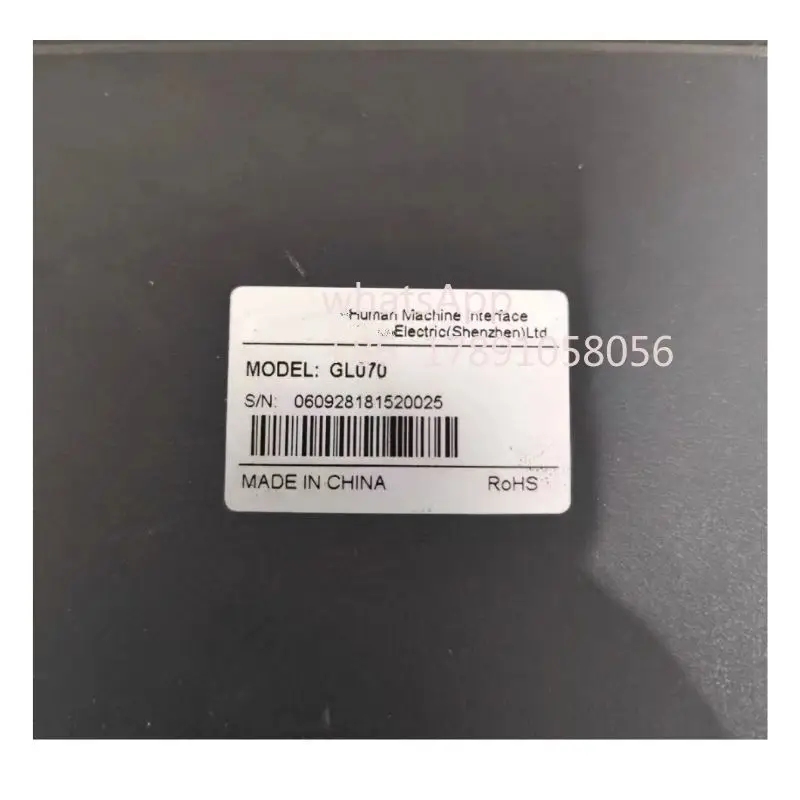 whatsApp
Human Machine Interface
Electric(Shenzhen)Ltd
17891058056
MODEL: GL070
S/N: 060928181520025
MADE IN CHINA
RoHS